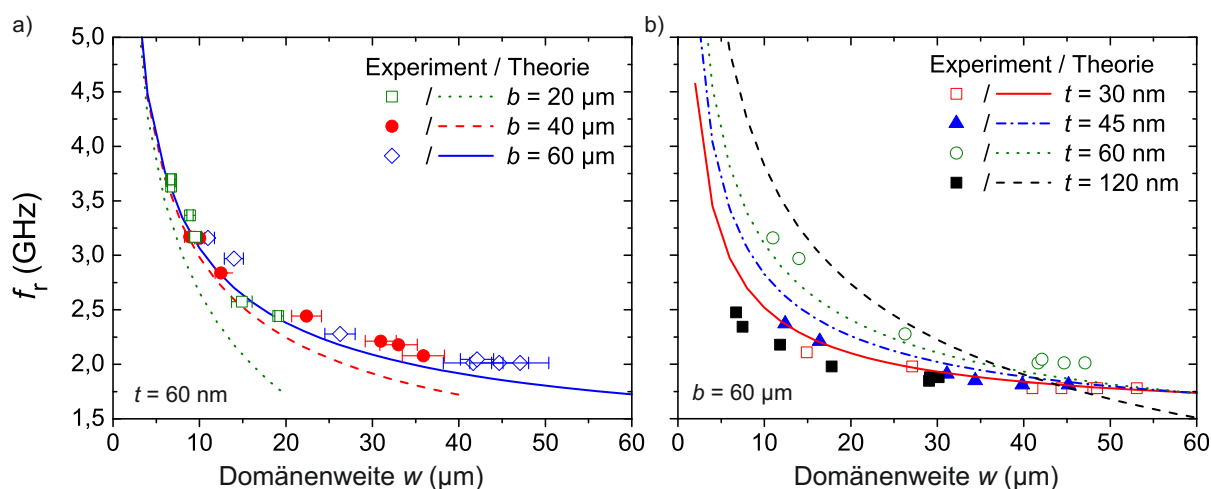 a)
5,0
4,5
4,0
3,5
3,0
2,5
2,0
1,5
f_r (GHz)
Experiment / Theorie
/ b = 20 µm
/ b = 40 µm
/ b = 60 µm
t = 60 nm
0 10 20 30 40 50 60
Domänenweite w (µm)
b)
Experiment / Theorie
/ t = 30 nm
/ t = 45 nm
/ t = 60 nm
/ t = 120 nm
b = 60 µm
0 10 20 30 40 50 60
Domänenweite w (µm)